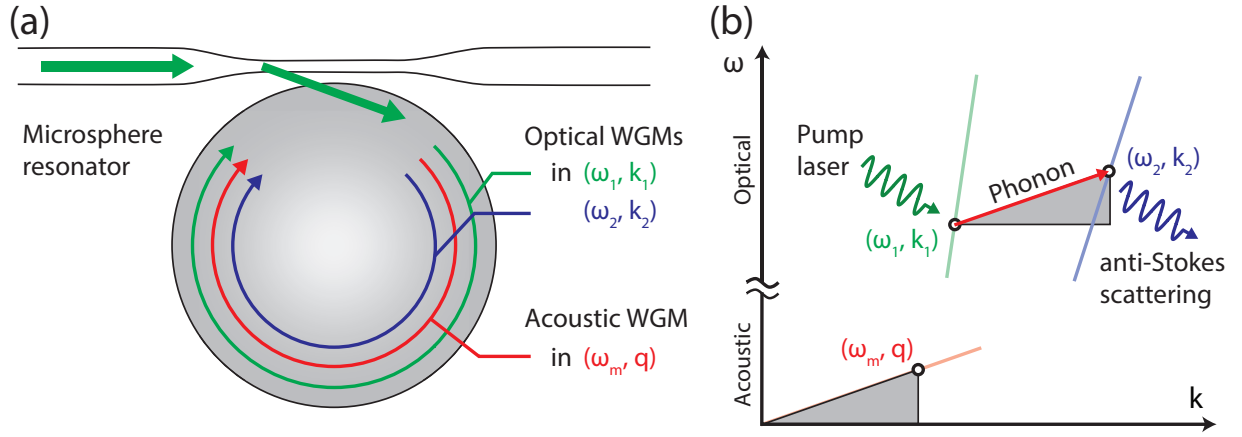 (a)
Microsphere
resonator
Optical WGMs
in (ω₁, k₁)
(ω₂, k₂)
Acoustic WGM
in (ωₘ, q)
(b)
ω
Optical
Acoustic
Pump
laser
Phonon
(ω₁, k₁)
(ω₂, k₂)
anti-Stokes
scattering
(ωₘ, q)
k